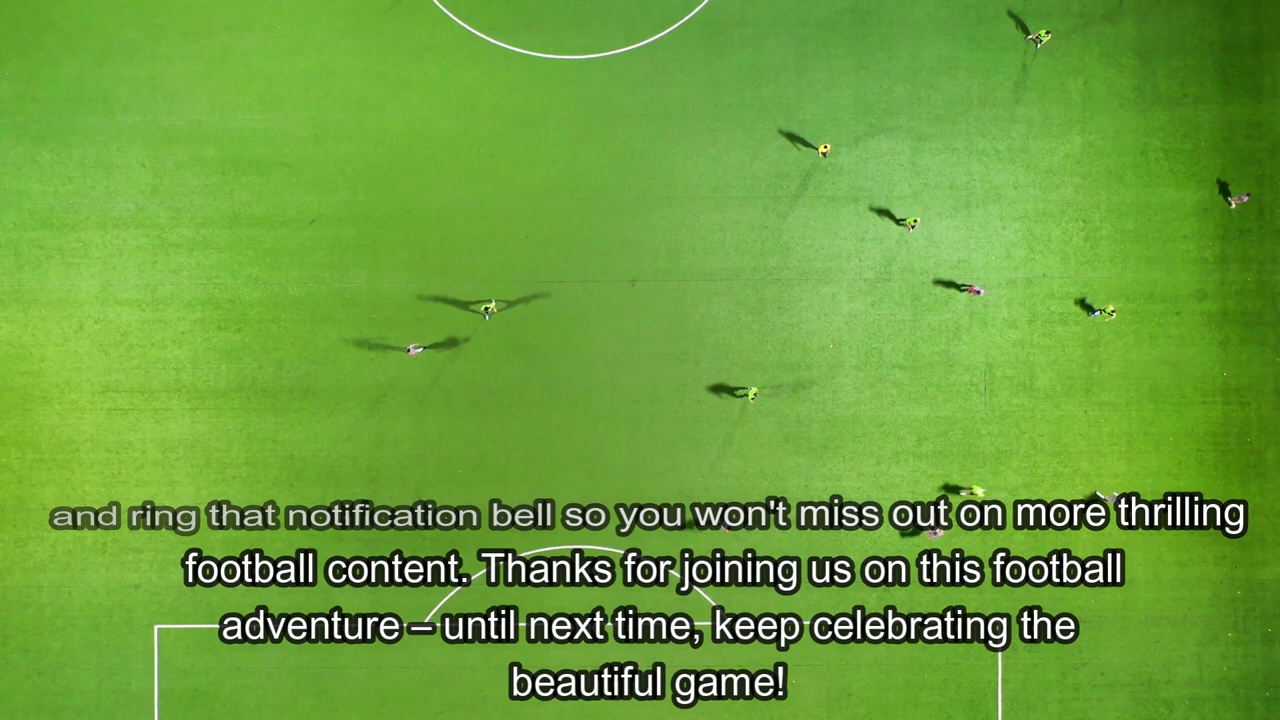 and ring that notification bell so you won't miss out on more thrilling
football content. Thanks for joining us on this football
adventure – until next time, keep celebrating the
beautiful game!